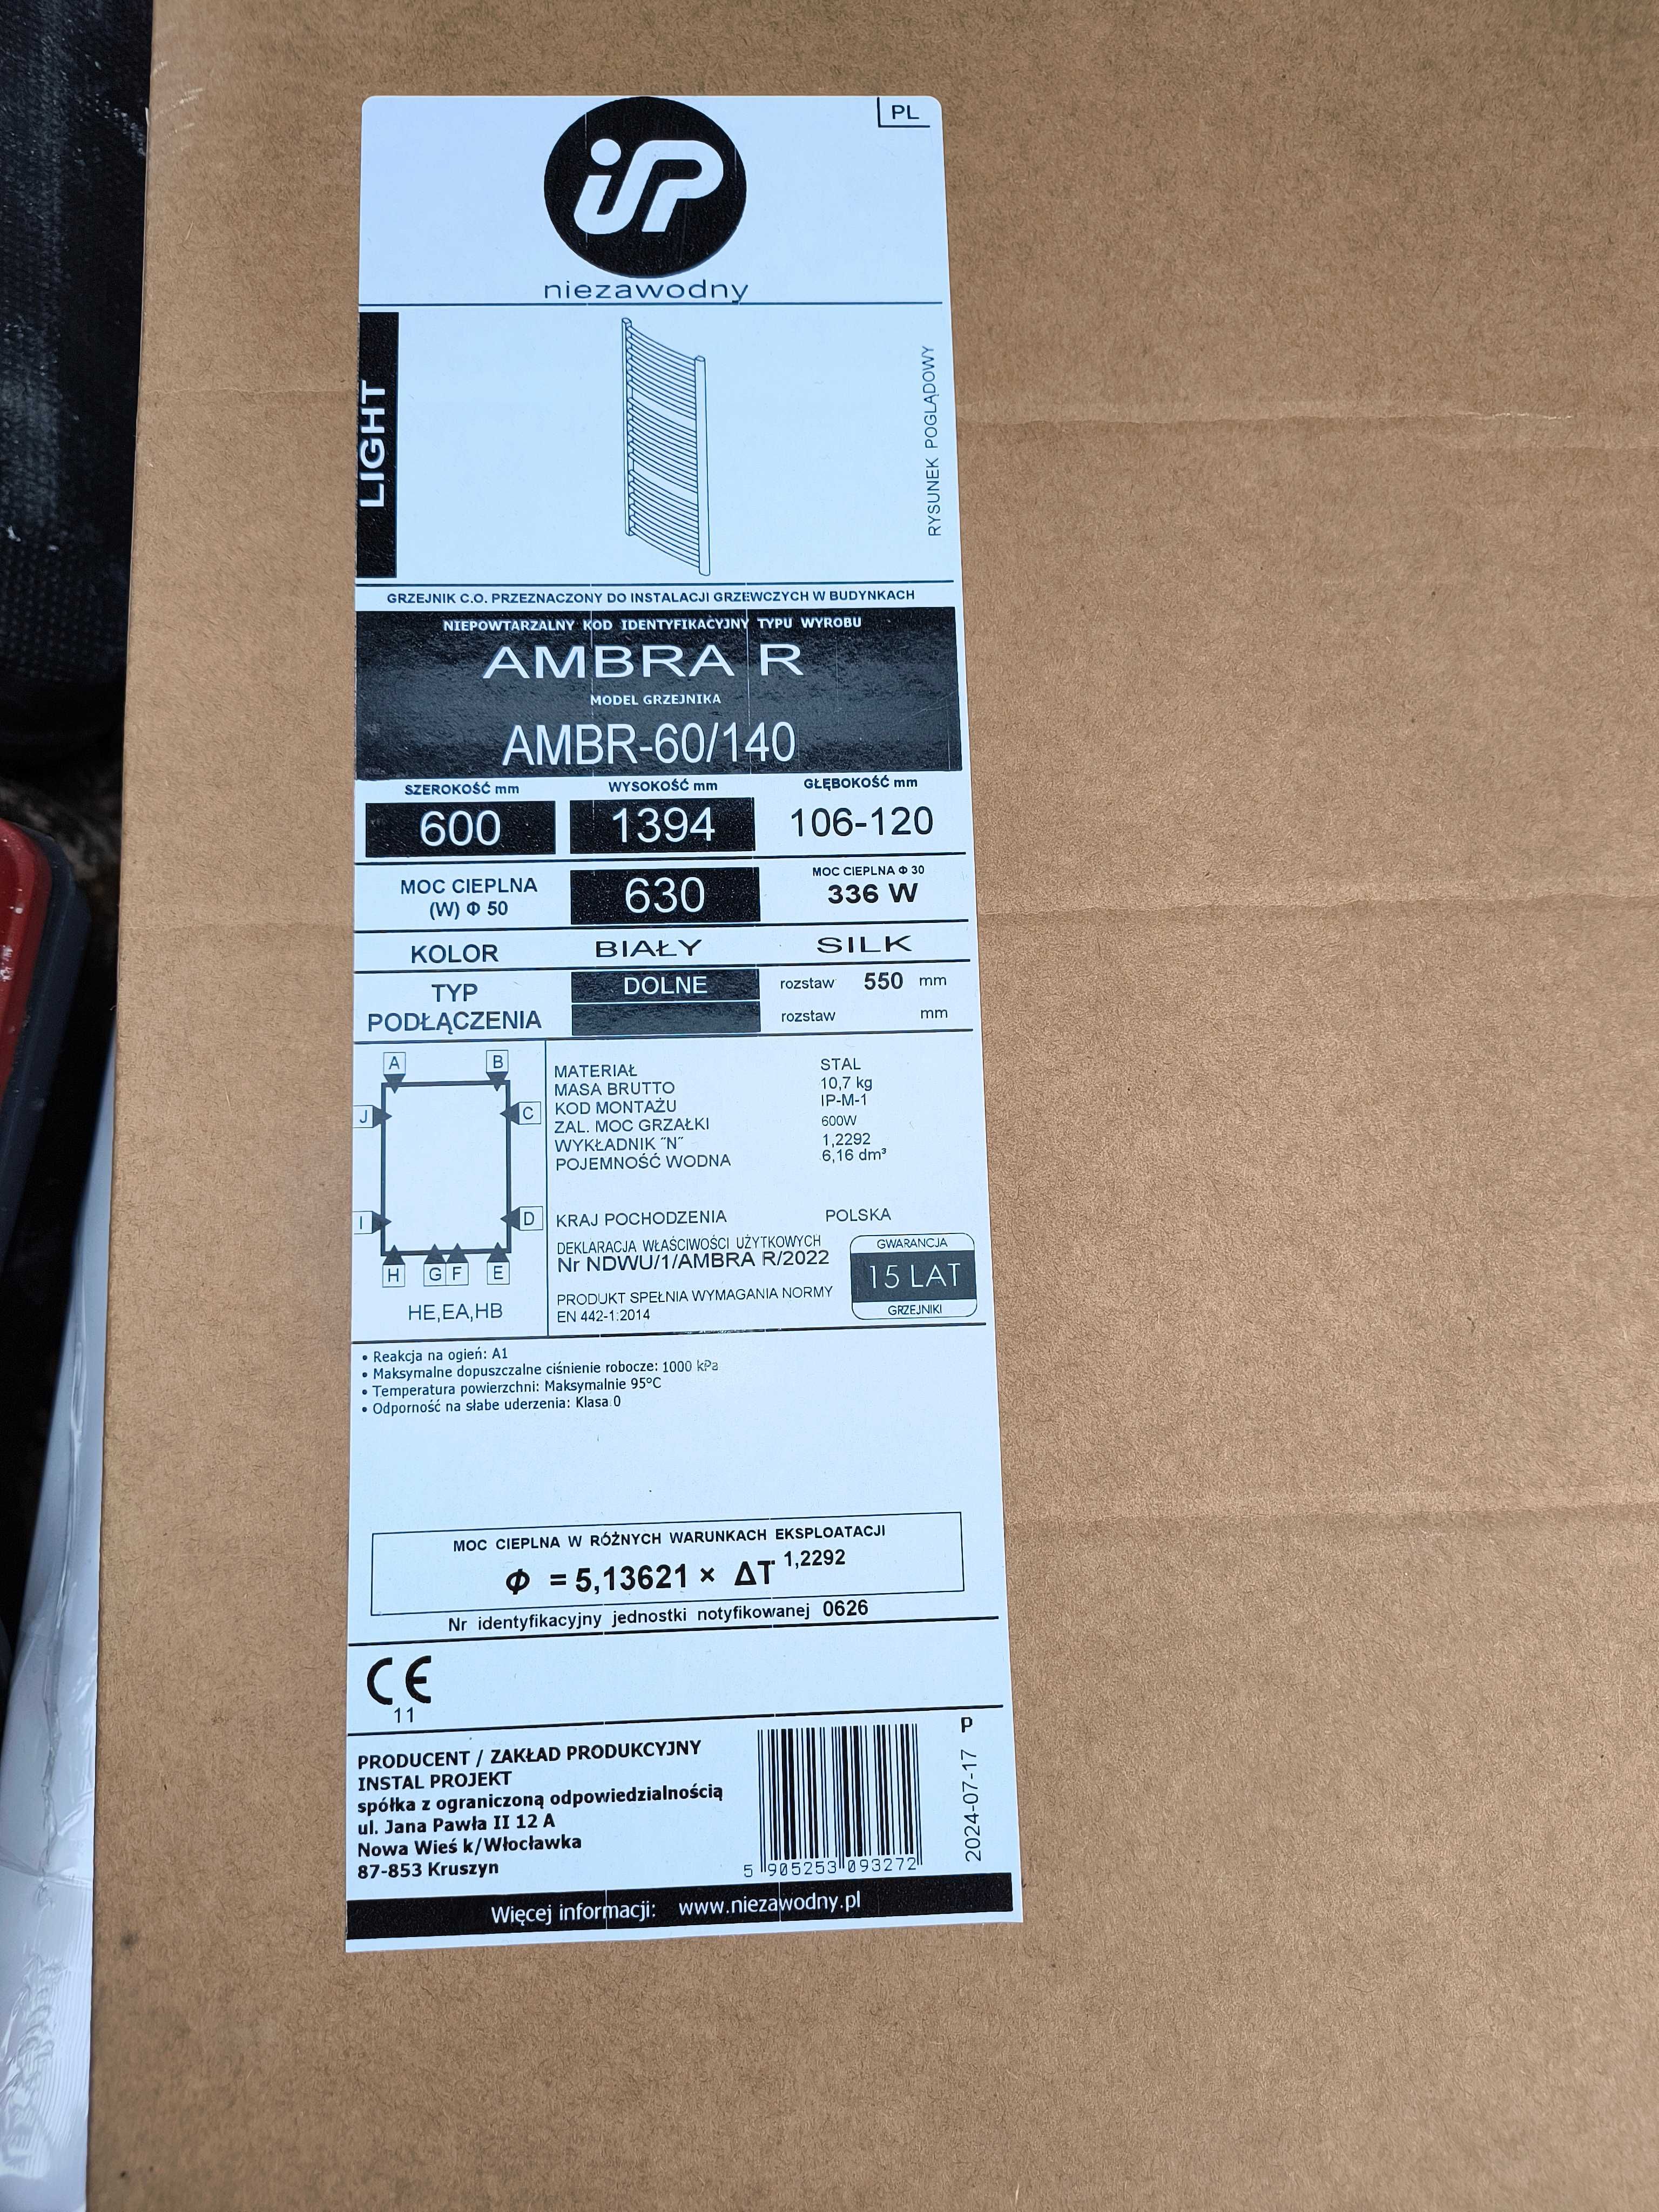 PL
iP
niezawodny
LIGHT
RYSUNEK POGLĄDOWY
GRZEJNIK C.O. PRZEZNACZONY DO INSTALACJI GRZEWCZYCH W BUDYNKACH
NIEPOWTARZALNY KOD IDENTYFIKACYJNY TYPU WYROBU
AMBRA R
MODEL GRZEJNIKA
AMBR-60/140
SZEROKOŚĆ mm WYSOKOŚĆ mm GŁĘBOKOŚĆ mm
600 1394 106-120
MOC CIEPLNA (W) Φ 50 630 MOC CIEPLNA Φ 30 336 W
KOLOR BIAŁY SILK
TYP PODŁĄCZENIA DOLNE rozstaw 550 mm
rozstaw mm
A B
J C
I D
H G F E
HE,EA,HB
MATERIAŁ STAL
MASA BRUTTO 10,7 kg
KOD MONTAŻU IP-M-1
ZAL. MOC GRZAŁKI 600W
WYKŁADNIK "N" 1,2292
POJEMNOŚĆ WODNA 6,16 dm³
KRAJ POCHODZENIA POLSKA
DEKLARACJA WŁAŚCIWOŚCI UŻYTKOWYCH
Nr NDWU/1/AMBRA R/2022
PRODUKT SPEŁNIA WYMAGANIA NORMY
EN 442-1:2014
GWARANCJA
15 LAT
GRZEJNIKI
• Reakcja na ogień: A1
• Maksymalne dopuszczalne ciśnienie robocze: 1000 kPa
• Temperatura powierzchni: Maksymalnie 95°C
• Odporność na słabe uderzenia: Klasa 0
MOC CIEPLNA W RÓŻNYCH WARUNKACH EKSPLOATACJI
Φ = 5,13621 × ΔT 1,2292
Nr identyfikacyjny jednostki notyfikowanej 0626
CE
11
PRODUCENT / ZAKŁAD PRODUKCYJNY
INSTAL PROJEKT
spółka z ograniczoną odpowiedzialnością
ul. Jana Pawła II 12 A
Nowa Wieś k/Włocławka
87-853 Kruszyn
5 905253 093272
2024-07-17 P
Więcej informacji: www.niezawodny.pl